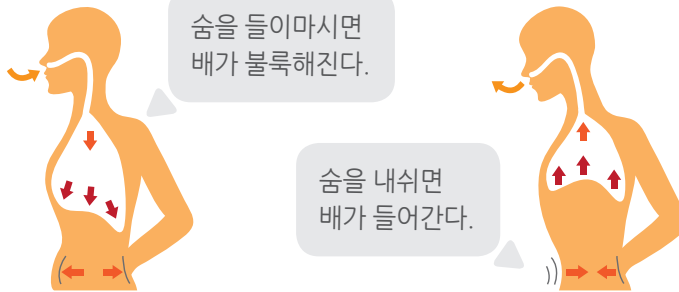 숨을 들이마시면
배가 불룩해진다.
숨을 내쉬면
배가 들어간다.